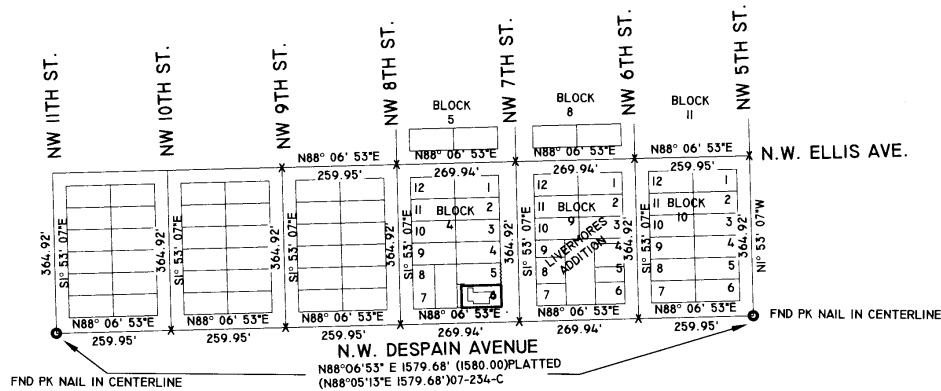 NW 11TH ST.
NW 10TH ST.
NW 9TH ST.
NW 8TH ST.
NW 7TH ST.
NW 6TH ST.
NW 5TH ST.
BLOCK
5
BLOCK
8
BLOCK
11
N.W. ELLIS AVE.
N88° 06' 53"E
259.95'
N88° 06' 53"E
269.94'
N88° 06' 53"E
269.94'
N88° 06' 53"E
259.95'
364.92'
S1° 53' 07"E
364.92'
S1° 53' 07"E
364.92'
S1° 53' 07"E
364.92'
S1° 53' 07"E
364.92'
S1° 53' 07"E
364.92'
S1° 53' 07"E
364.92'
N1° 53' 07"W
12 1
11 BLOCK 2
4
10 3
9 4
8 5
7 6
12 1
11 BLOCK 2
9
10 3
9 4
8 5
7 6
LIVERMORES
ADDITION
12 1
11 BLOCK 2
10
10 3
9 4
8 5
7 6
N88° 06' 53"E
259.95'
N88° 06' 53"E
259.95'
N88° 06' 53"E
259.95'
N88° 06' 53"E
269.94'
N88° 06' 53"E
269.94'
N88° 06' 53"E
259.95'
FND PK NAIL IN CENTERLINE
N.W. DESPAIN AVENUE
N88°06'53" E 1579.68' (1580.00)PLATTED
(N88°05'13"E 1579.68')07-234-C
FND PK NAIL IN CENTERLINE